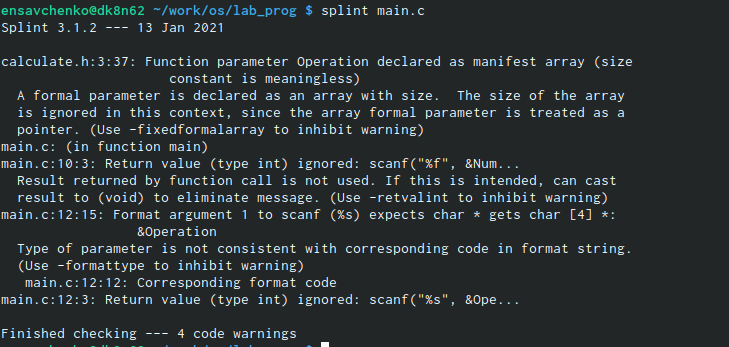 ensavchenko@dk8n62 ~/work/os/lab_prog $ splint main.c
Splint 3.1.2 --- 13 Jan 2021
calculate.h:3:37: Function parameter Operation declared as manifest array (size
constant is meaningless)
A formal parameter is declared as an array with size.  The size of the array
is ignored in this context, since the array formal parameter is treated as a
pointer. (Use -fixedformalarray to inhibit warning)
main.c: (in function main)
main.c:10:3: Return value (type int) ignored: scanf("%f", &Num...
Result returned by function call is not used. If this is intended, can cast
result to (void) to eliminate message. (Use -retvalint to inhibit warning)
main.c:12:15: Format argument 1 to scanf (%s) expects char * gets char [4] *:
&Operation
Type of parameter is not consistent with corresponding code in format string.
(Use -formattype to inhibit warning)
main.c:12:12: Corresponding format code
main.c:12:3: Return value (type int) ignored: scanf("%s", &Ope...
Finished checking --- 4 code warnings